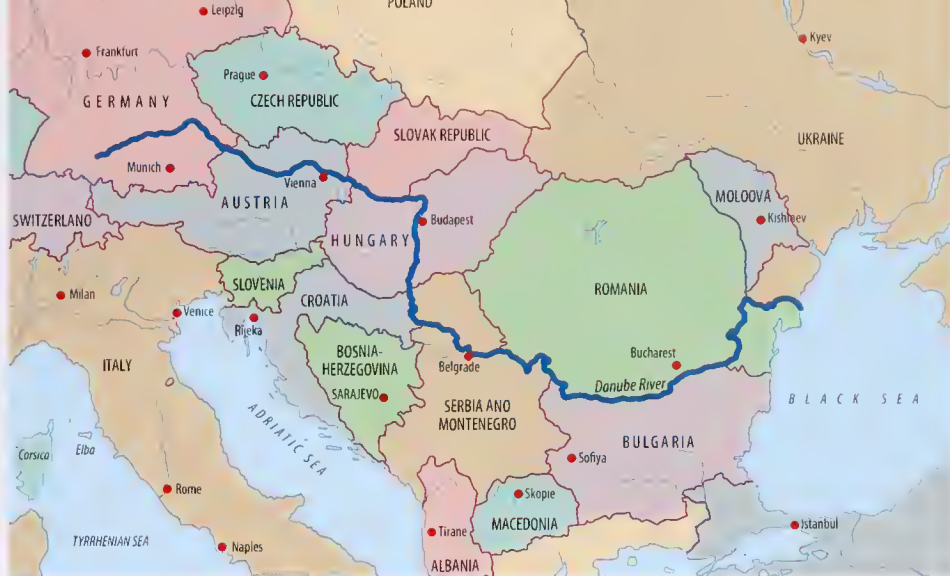 POLAND
Leipzig
Frankfurt
Kyev
Prague
GERMANY
CZECH REPUBLIC
SLOVAK REPUBLIC
UKRAINE
Munich
Vienna
MOLOOVA
AUSTRIA
SWITZERLANO
Budapest
Kishinev
HUNGARY
SLOVENIA
ROMANIA
Milan
CROATIA
Venice
Rijeka
ITALY
BOSNIA-
HERZEGOVINA
Belgrade
Bucharest
Danube River
SARAJEVO
BLACK SEA
SERBIA ANO
MONTENEGRO
ADRIATIC SEA
BULGARIA
Corsica
Elba
Sofiya
Rome
Skopie
Istanbul
MACEDONIA
Tirane
TYRRHENIAN SEA
Naples
ALBANIA